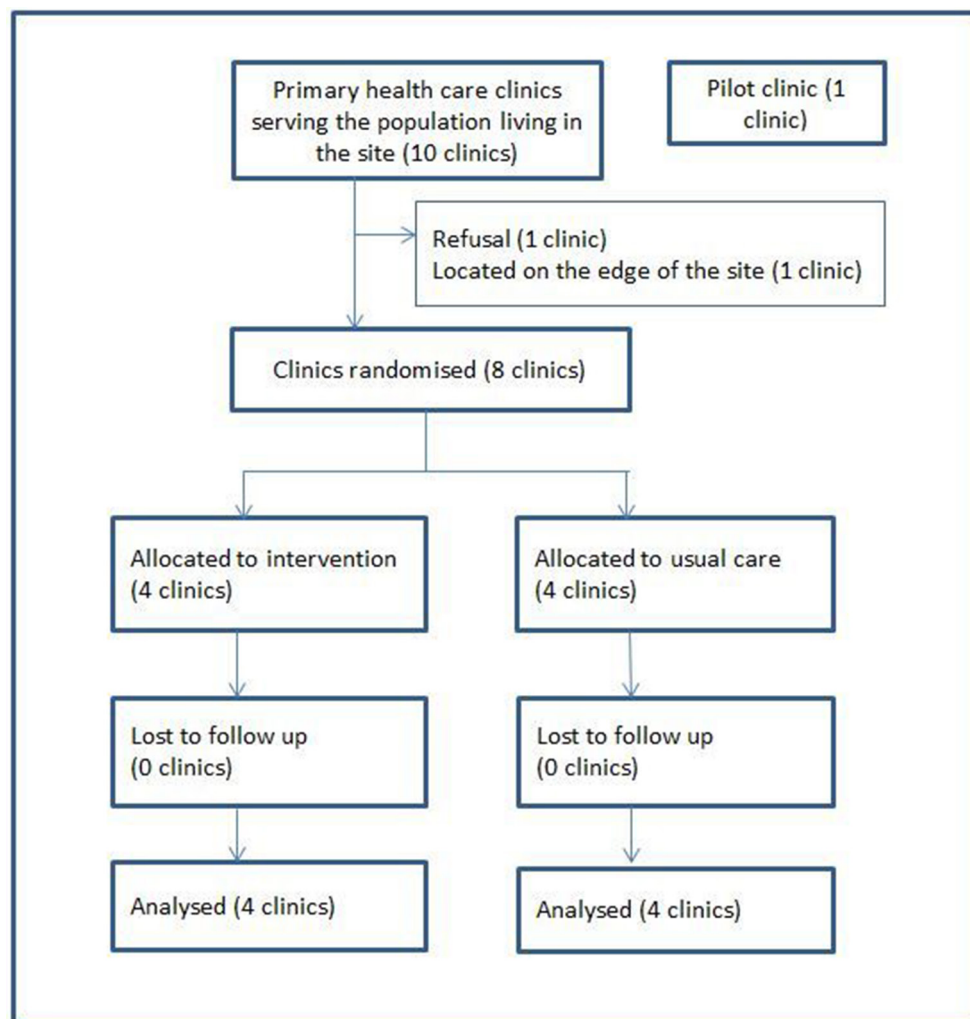 Primary health care clinics
serving the population living in
the site (10 clinics)
Pilot clinic (1
clinic)
Refusal (1 clinic)
Located on the edge of the site (1 clinic)
Clinics randomised (8 clinics)
Allocated to intervention
(4 clinics)
Allocated to usual care
(4 clinics)
Lost to follow up
(0 clinics)
Lost to follow up
(0 clinics)
Analysed (4 clinics)
Analysed (4 clinics)